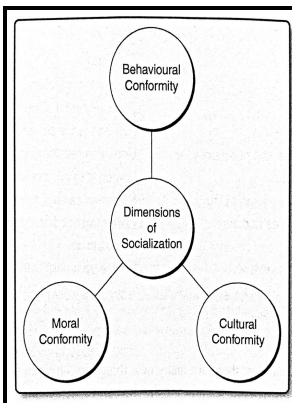 Behavioural
Conformity
Dimensions
of
Socialization
Moral
Conformity
Cultural
Conformity